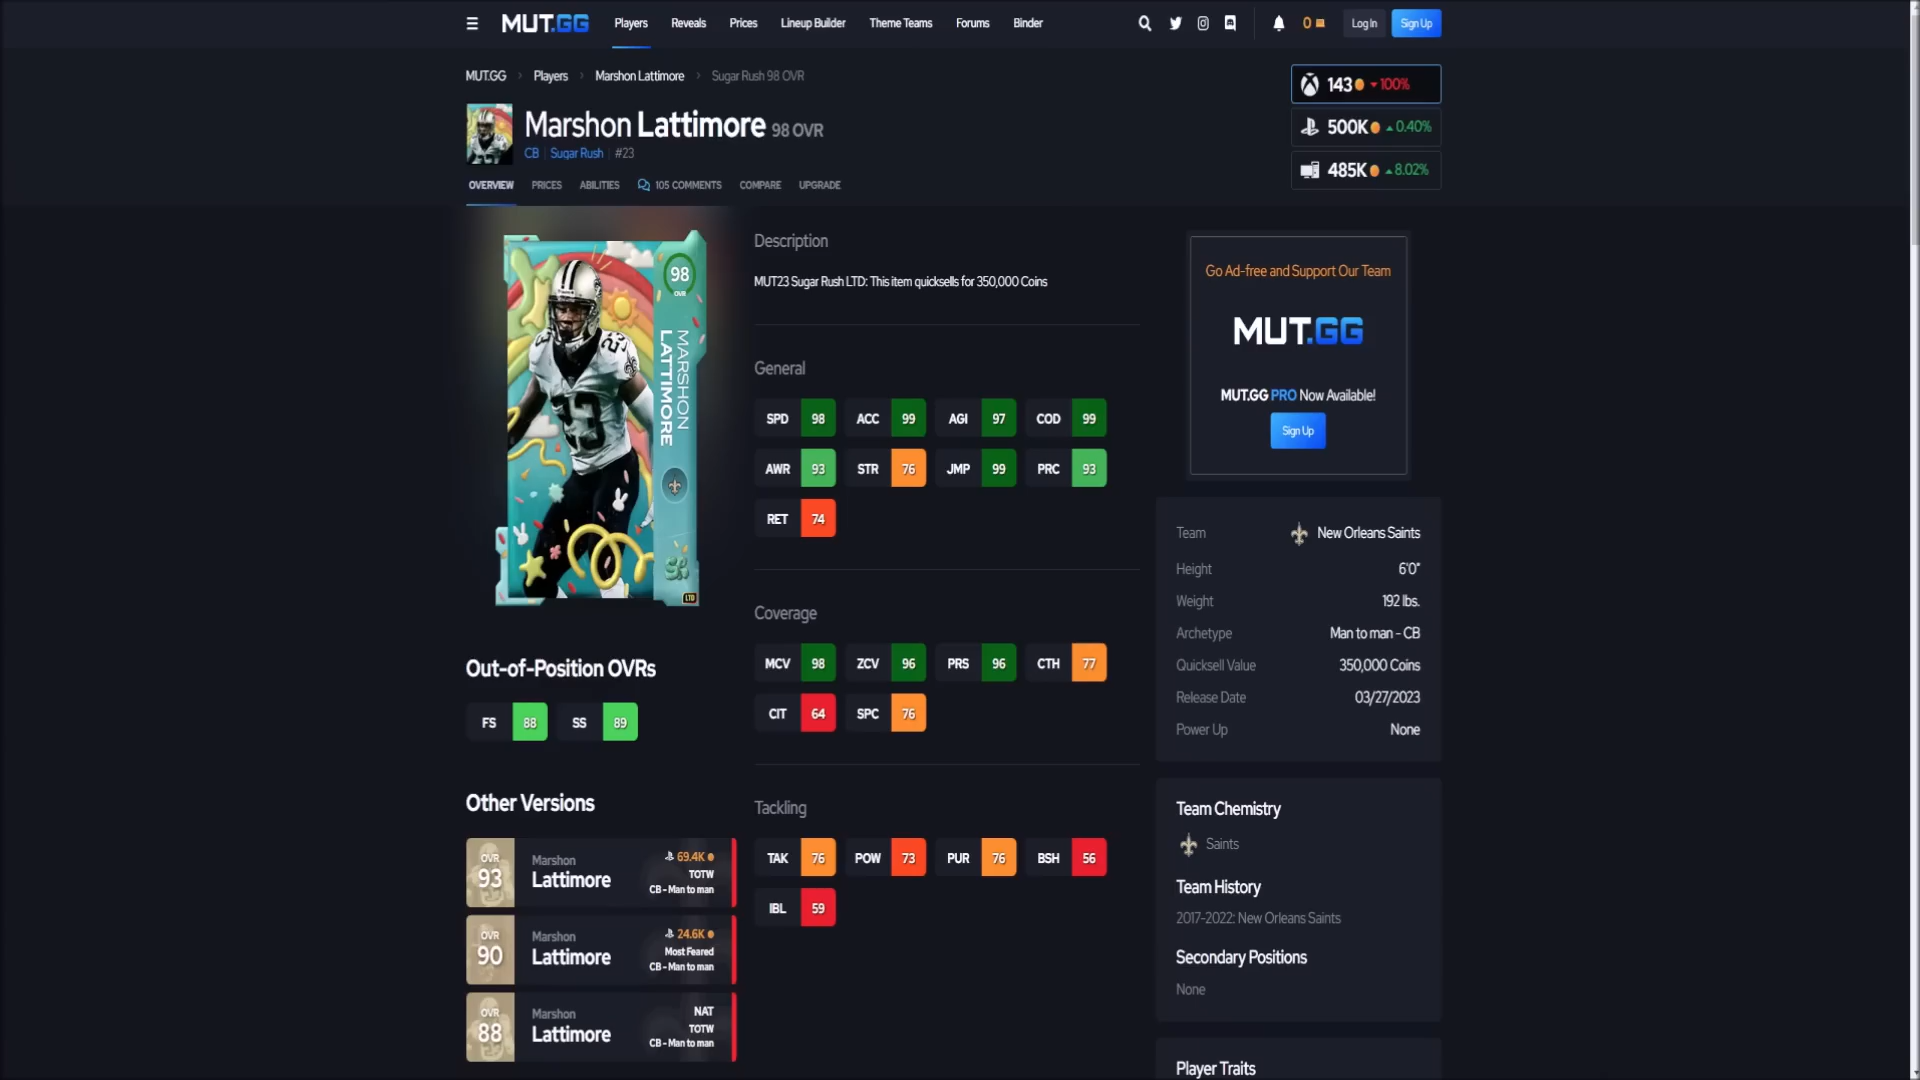 MUT.GG Players Reveals Prices Lineup Builder Theme Teams Forums Binder 0 Log In Sign Up
MUT.GG Players Marshon Lattimore Sugar Rush 98 OVR
Marshon Lattimore 98 OVR
CB Sugar Rush #23
143 100%
500K 0.40%
485K 8.02%
OVERVIEW PRICES ABILITIES 105 COMMENTS COMPARE UPGRADE
98
OVR
MARSHON
LATTIMORE
23
SR
LTD
Out-of-Position OVRs
FS 88 SS 89
Other Versions
OVR
93
Marshon
Lattimore
69.4K
TOTW
CB - Man to man
OVR
90
Marshon
Lattimore
24.6K
Most Feared
CB - Man to man
OVR
88
Marshon
Lattimore
NAT
TOTW
CB - Man to man
Description
MUT23 Sugar Rush LTD: This item quicksells for 350,000 Coins
General
SPD 98 ACC 99 AGI 97 COD 99
AWR 93 STR 76 JMP 99 PRC 93
RET 74
Coverage
MCV 98 ZCV 96 PRS 96 CTH 77
CIT 64 SPC 76
Tackling
TAK 76 POW 73 PUR 76 BSH 56
IBL 59
Go Ad-free and Support Our Team
MUT.GG
MUT.GG PRO Now Available!
Sign Up
Team New Orleans Saints
Height 6'0"
Weight 192 lbs.
Archetype Man to man - CB
Quicksell Value 350,000 Coins
Release Date 03/27/2023
Power Up None
Team Chemistry
Saints
Team History
2017-2022: New Orleans Saints
Secondary Positions
None
Player Traits